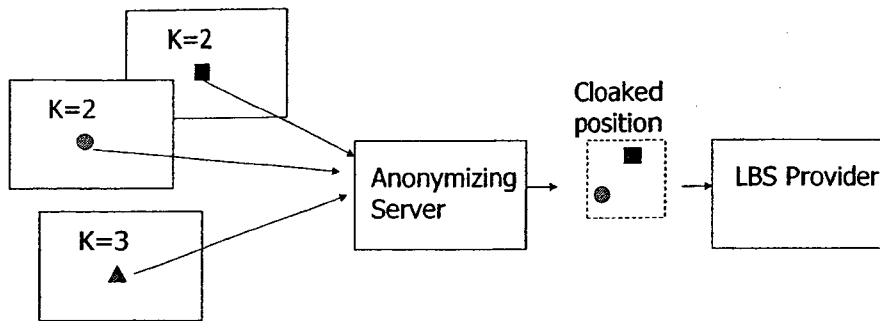 K=2
K=2
K=3
Anonymizing
Server
Cloaked
position
LBS Provider